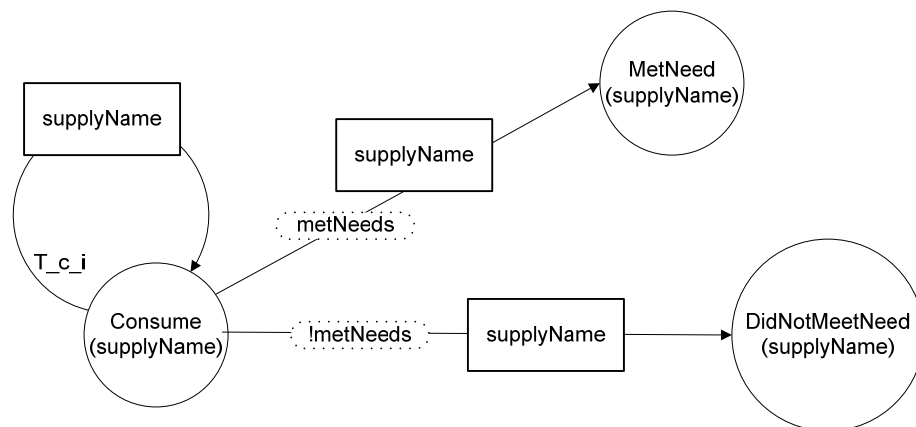 MetNeed
(supplyName)
supplyName
supplyName
metNeeds
T_c_i
Consume
(supplyName)
!metNeeds
supplyName
DidNotMeetNeed
(supplyName)